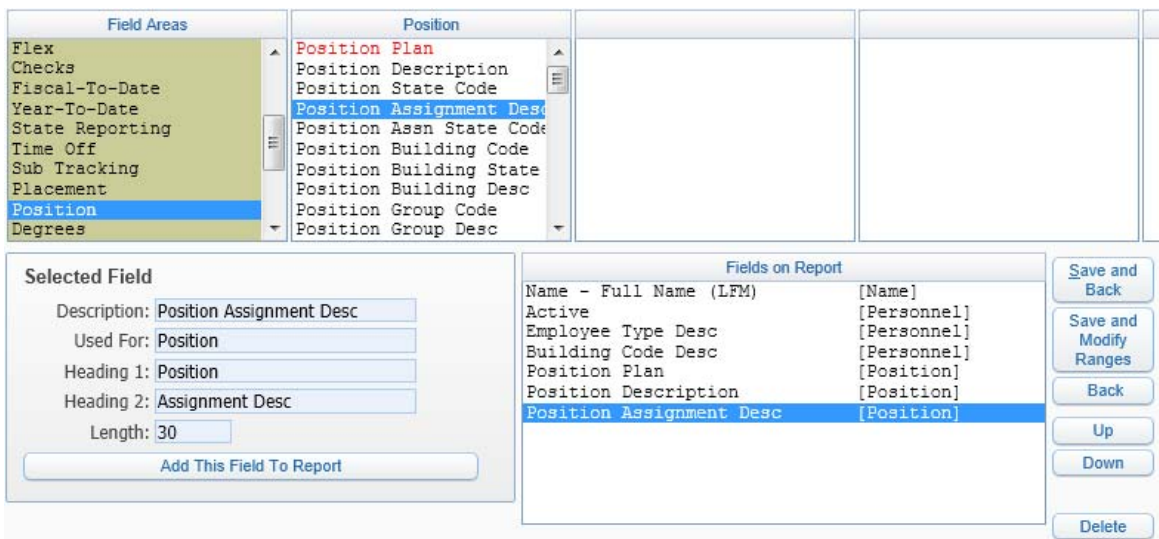 Field Areas
Flex
Checks
Fiscal-To-Date
Year-To-Date
State Reporting
Time Off
Sub Tracking
Placement
Position
Degrees
Position
Position Plan
Position Description
Position State Code
Position Assignment Desc
Position Assn State Code
Position Building Code
Position Building State
Position Building Desc
Position Group Code
Position Group Desc
Selected Field
Description: Position Assignment Desc
Used For: Position
Heading 1: Position
Heading 2: Assignment Desc
Length: 30
Add This Field To Report
Fields on Report
Name - Full Name (LFM) [Name]
Active [Personnel]
Employee Type Desc [Personnel]
Building Code Desc [Personnel]
Position Plan [Position]
Position Description [Position]
Position Assignment Desc [Position]
Save and
Back
Save and
Modify
Ranges
Back
Up
Down
Delete